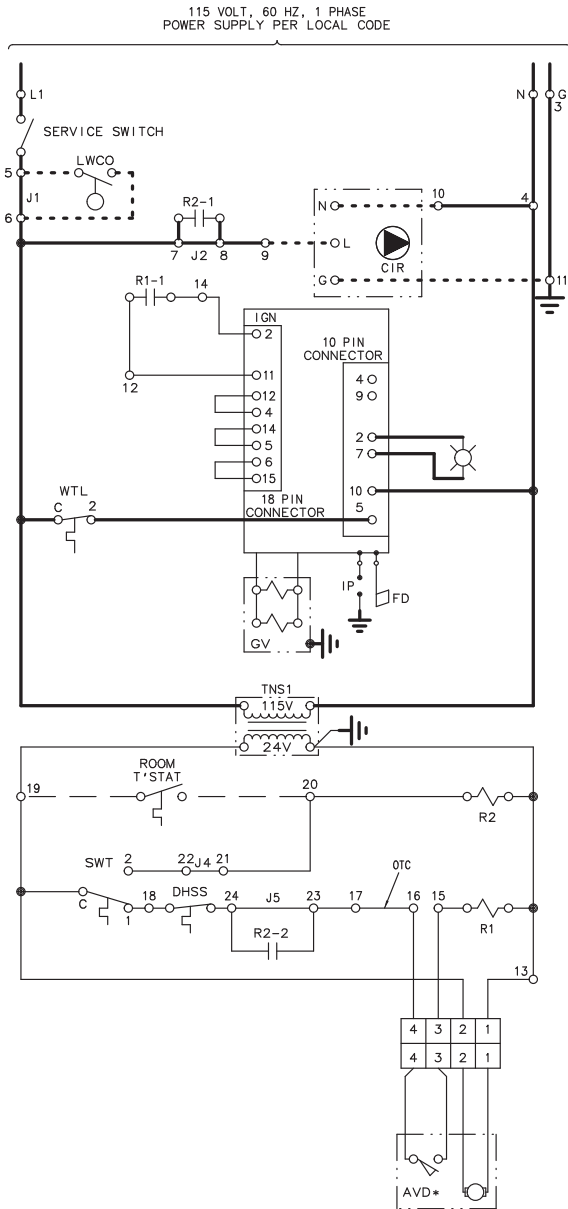 115 VOLT, 60 HZ, 1 PHASE
POWER SUPPLY PER LOCAL CODE
L1
N
G
3
SERVICE SWITCH
5
LWCO
J1
6
R2-1
7
J2
8
9
N
10
4
L
CIR
G
11
R1-1
14
12
IGN
2
11
12
4
14
5
6
15
18 PIN
CONNECTOR
10 PIN
CONNECTOR
4
9
2
7
10
5
WTL
C
2
IP
FD
GV
TNS1
115V
24V
19
ROOM
T'STAT
20
R2
SWT
2
22
J4
21
C
1
18
DHSS
24
J5
23
17
OTC
16
15
R1
R2-2
13
4 3 2 1
4 3 2 1
AVD*